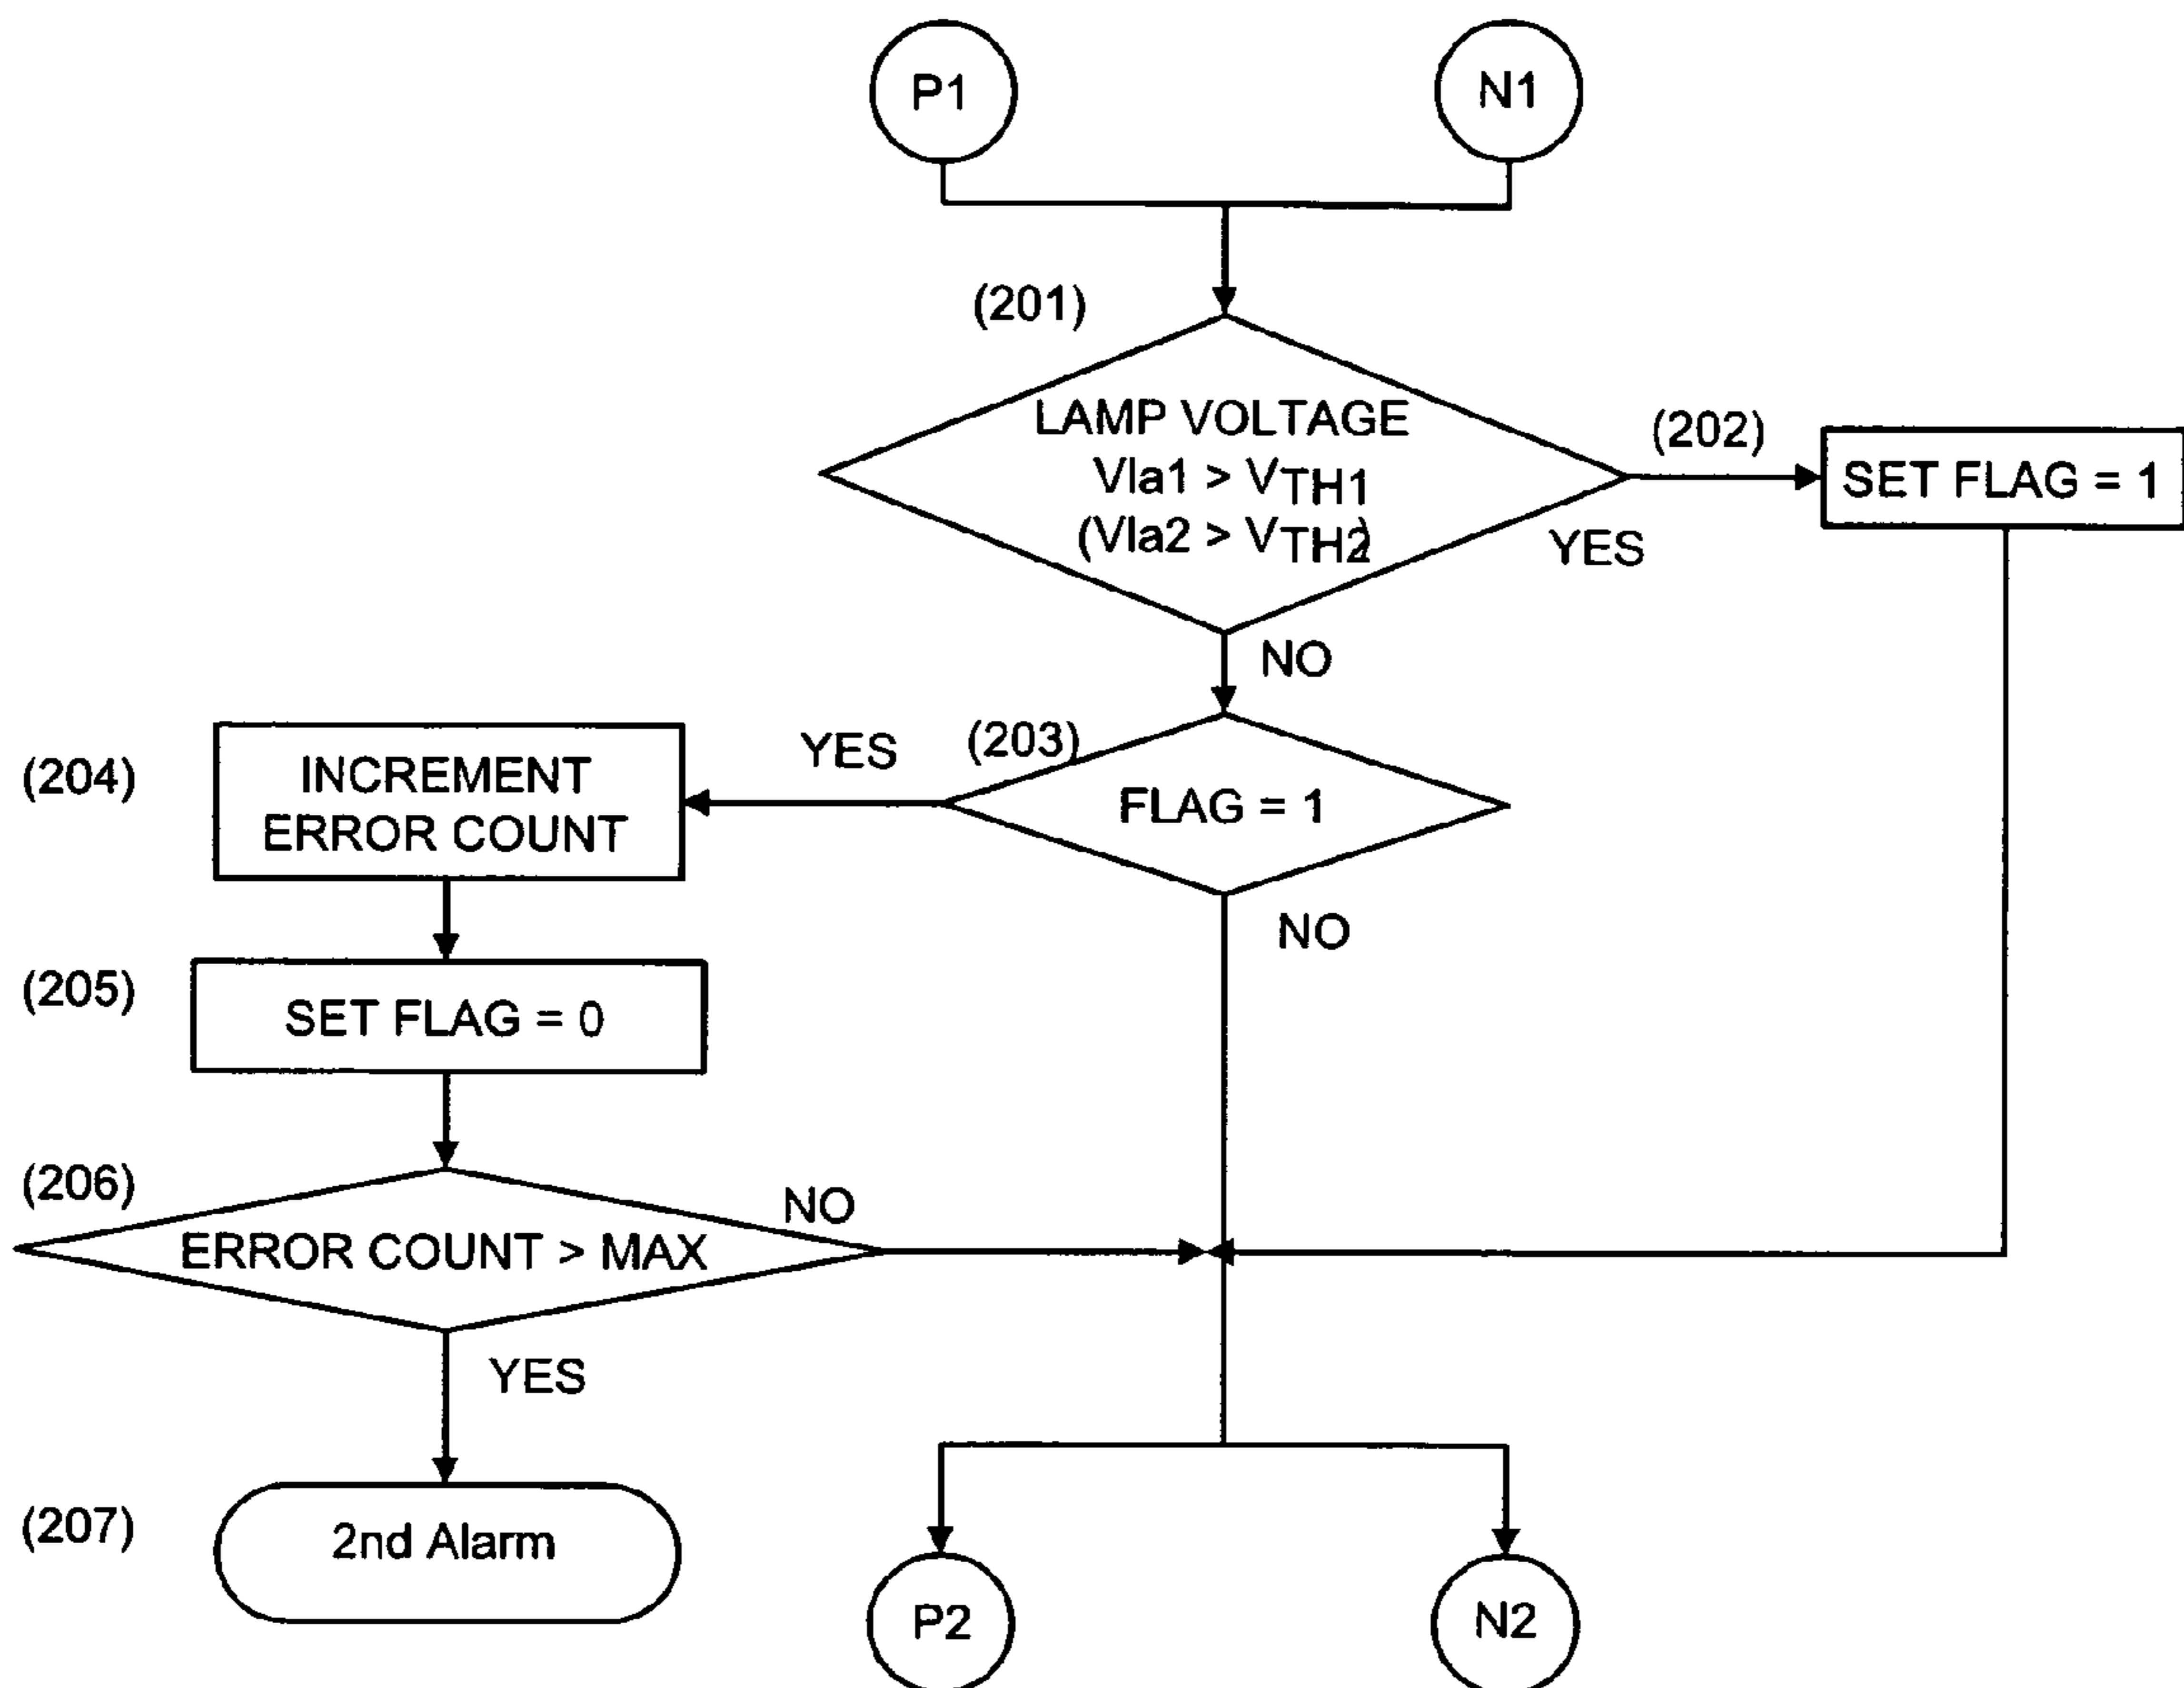 P1
N1
(201)
LAMP VOLTAGE
Vla1 > VTH1
(Vla2 > VTH2)
(202)
SET FLAG = 1
YES
NO
(203)
FLAG = 1
YES
(204)
INCREMENT
ERROR COUNT
NO
(205)
SET FLAG = 0
(206)
ERROR COUNT > MAX
NO
YES
(207)
2nd Alarm
P2
N2